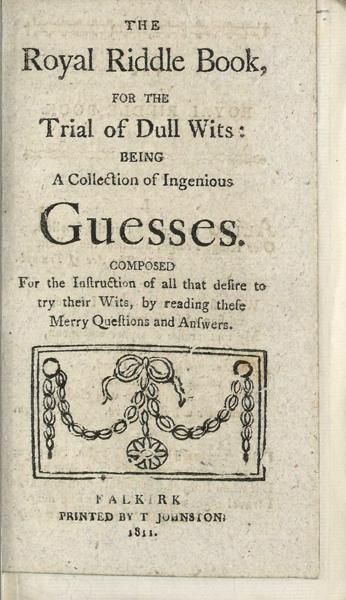 THE
Royal Riddle Book,
FOR THE
Trial of Dull Wits:
BEING
A Collection of Ingenious
Guesses.
COMPOSED
For the Inſtruction of all that deſire to
try their Wits, by reading theſe
Merry Queſtions and Anſwers.
FALKIRK
PRINTED BY T JOHNSTON;
1811.